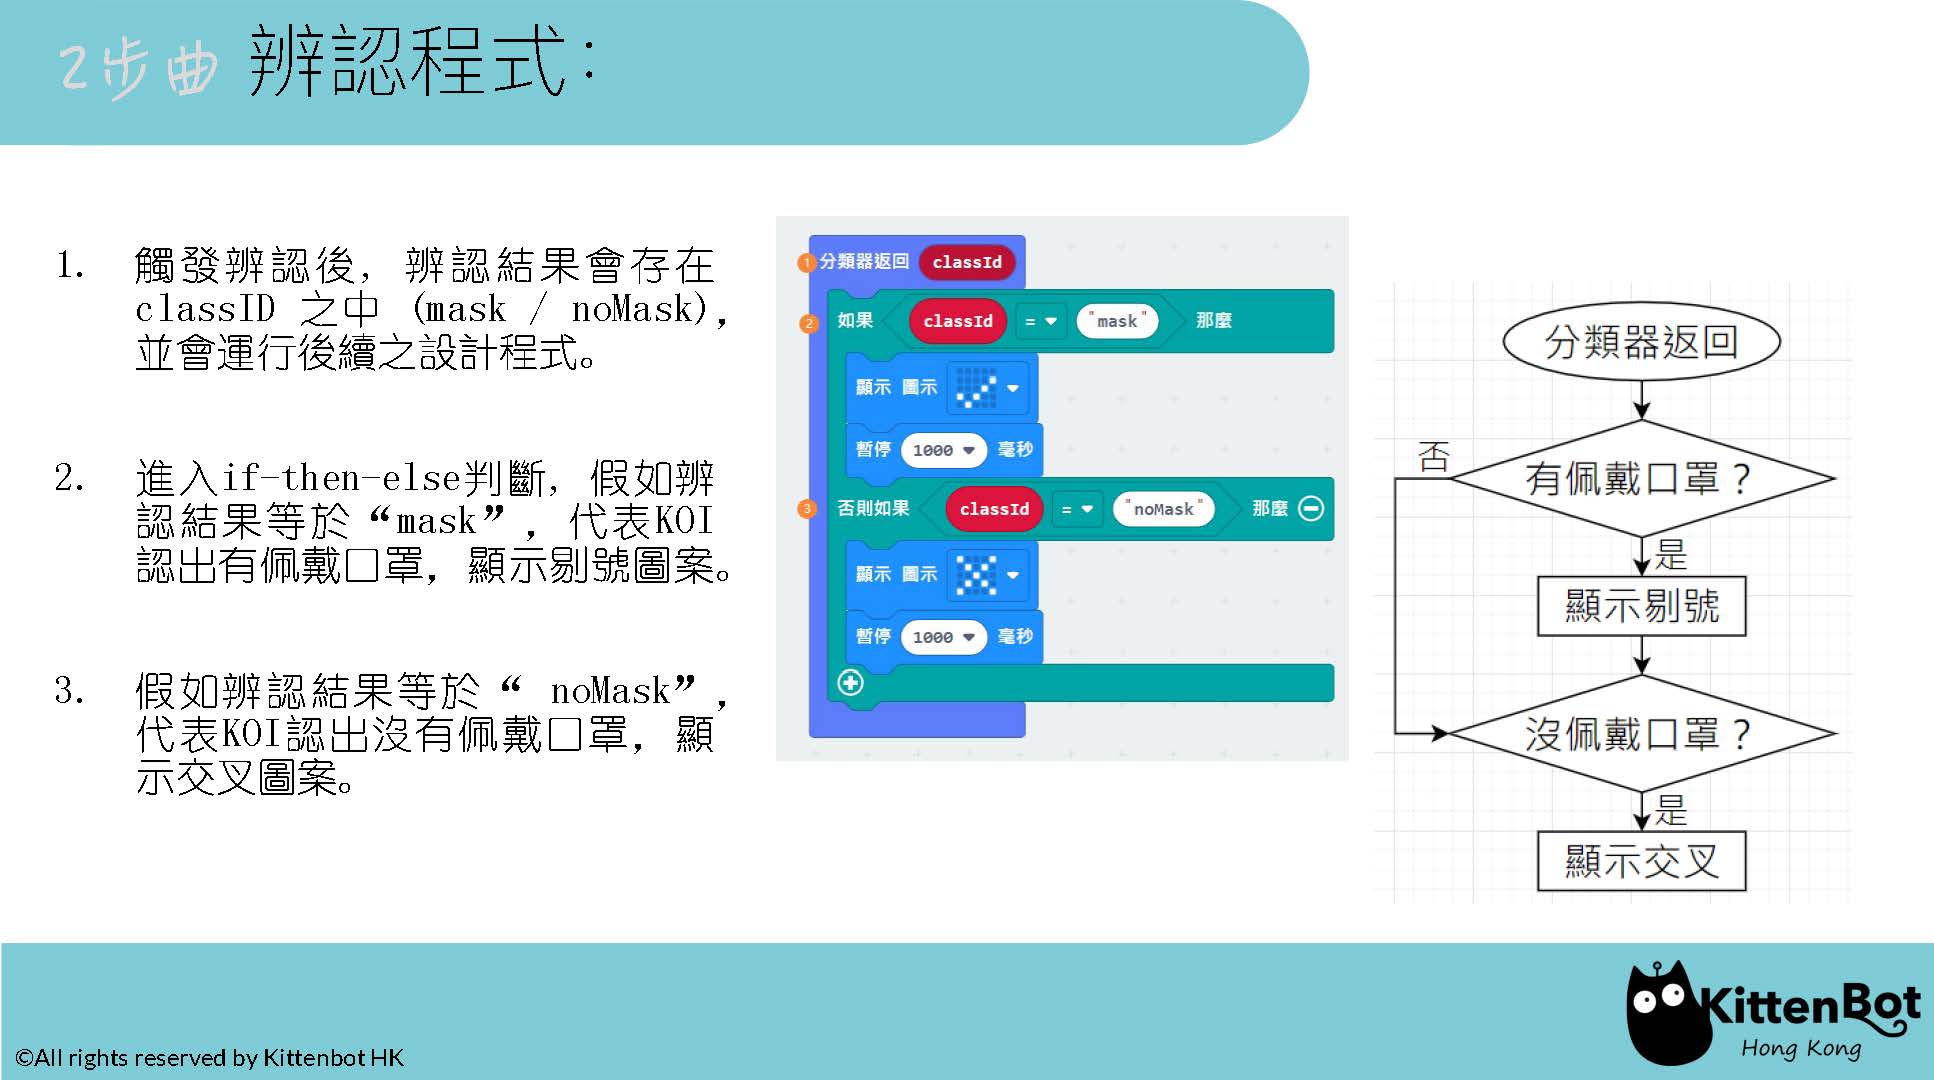 2步曲 辨認程式:
1. 觸發辨認後, 辨認結果會存在
classID 之中 (mask / noMask),
並會運行後續之設計程式。
2. 進入if-then-else判斷, 假如辨
認結果等於“mask”, 代表KOI
認出有佩戴口罩, 顯示剔號圖案。
3. 假如辨認結果等於“ noMask”,
代表KOI認出沒有佩戴口罩, 顯
示交叉圖案。
1 分類器返回 classId
2 如果 classId = "mask" 那麼
顯示 圖示
暫停 1000 毫秒
3 否則如果 classId = "noMask" 那麼
顯示 圖示
暫停 1000 毫秒
分類器返回
否
有佩戴口罩？
是
顯示剔號
沒佩戴口罩？
是
顯示交叉
KittenBot
Hong Kong
©All rights reserved by Kittenbot HK